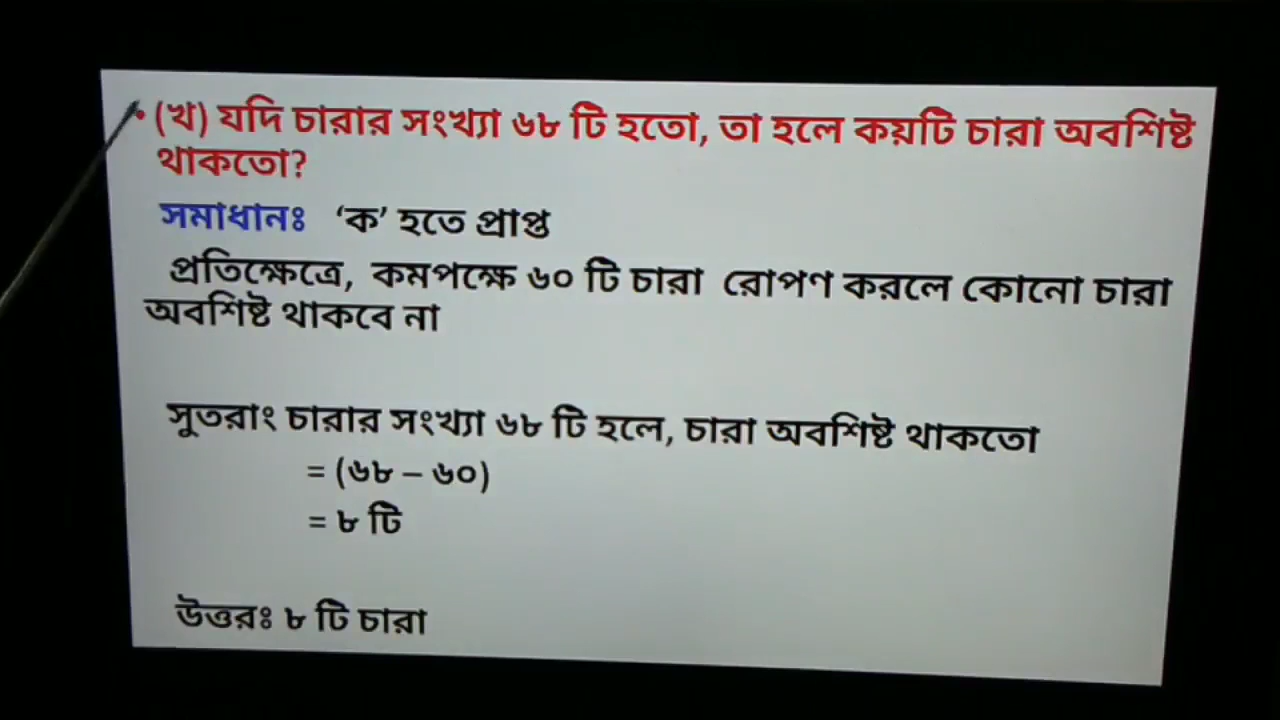 • (খ) যদি চারার সংখ্যা ৬৮ টি হতো, তা হলে কয়টি চারা অবশিষ্ট
থাকতো?
সমাধানঃ ‘ক’ হতে প্রাপ্ত
প্রতিক্ষেত্রে, কমপক্ষে ৬০ টি চারা রোপণ করলে কোনো চারা
অবশিষ্ট থাকবে না
সুতরাং চারার সংখ্যা ৬৮ টি হলে, চারা অবশিষ্ট থাকতো
= (৬৮ – ৬০)
= ৮ টি
উত্তরঃ ৮ টি চারা